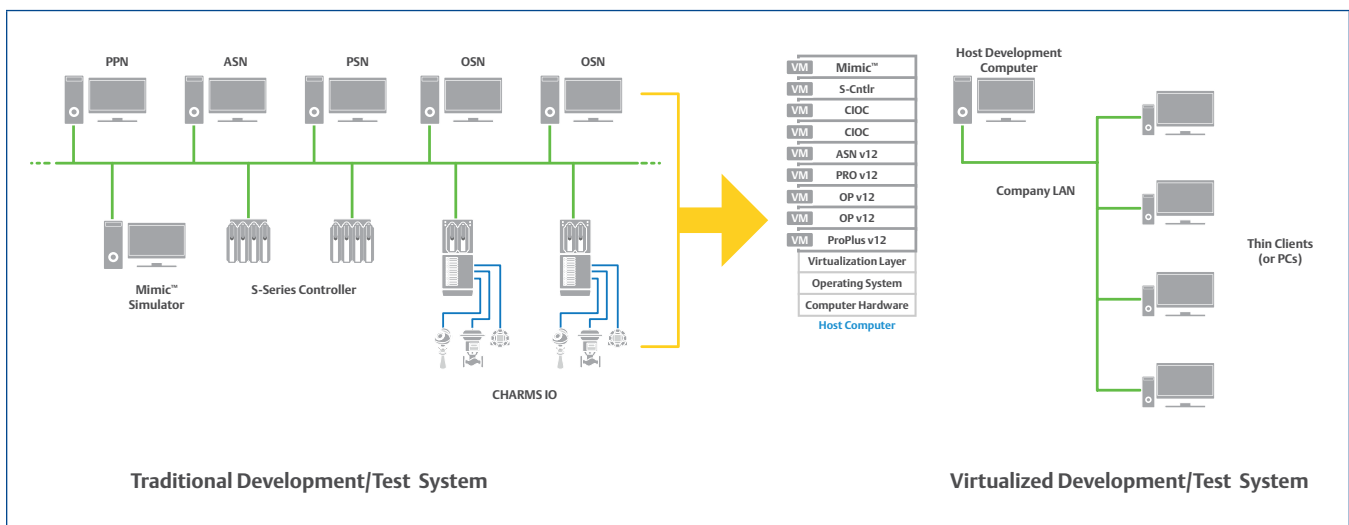 PPN
ASN
PSN
OSN
OSN
Mimic™
Simulator
S-Series Controller
CHARMS IO
Traditional Development/Test System
VM Mimic™
VM S-Cntlr
VM CIOC
VM CIOC
VM ASN v12
VM PRO v12
VM OP v12
VM OP v12
VM ProPlus v12
Virtualization Layer
Operating System
Computer Hardware
Host Computer
Host Development
Computer
Company LAN
Thin Clients
(or PCs)
Virtualized Development/Test System